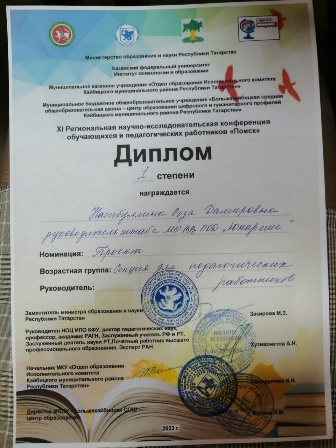 Министерство образования и науки Республики Татарстан
Казанский федеральный университет
Институт психологии и образования
Муниципальное казенное учреждение «Отдел образования Исполнительного комитета
Кайбицкого муниципального района Республики Татарстан»
Муниципальное бюджетное общеобразовательное учреждение «Большекайбицкая средняя
общеобразовательная школа – центр образования цифрового и гуманитарного профилей
Кайбицкого муниципального района Республики Татарстан»
XI Региональная научно-исследовательская конференция
обучающихся и педагогических работников «Поиск»
Диплом
I степени
награждается
Роза Дамировна
руководитель
Номинация: Проект
Возрастная группа: Секция для педагогических
работников
Руководитель:
Заместитель министра образования и науки
Республики Татарстан
Закирова М.З.
Руководитель НОЦ ИПО КФУ, доктор педагогических наук,
профессор, академик РАГН, Заслуженный учитель РФ и РТ,
Заслуженный деятель науки РТ, Почетный работник высшего
профессионального образования, Эксперт РАН
Хузиахметов А.Н.
Начальник МКУ «Отдел образования
Исполнительного комитета
Кайбицкого муниципального района
Республики Татарстан»
Директор МБОУ «Большекайбицкая СОШ» -
центр образования
2023 г.